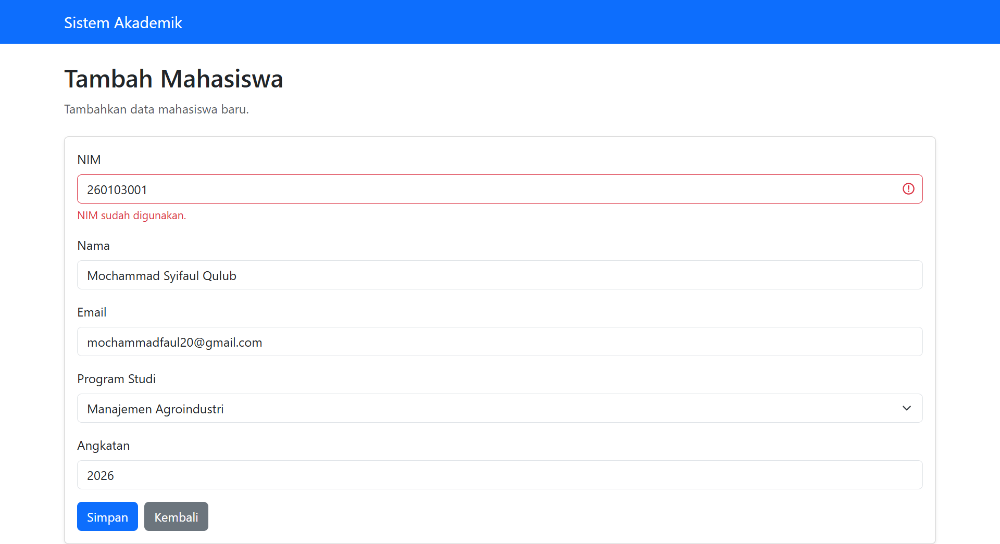 Sistem Akademik
Tambah Mahasiswa
Tambahkan data mahasiswa baru.
NIM
260103001
NIM sudah digunakan.
Nama
Mochammad Syifaul Qulub
Email
mochammadfaul20@gmail.com
Program Studi
Manajemen Agroindustri
Angkatan
2026
Simpan Kembali